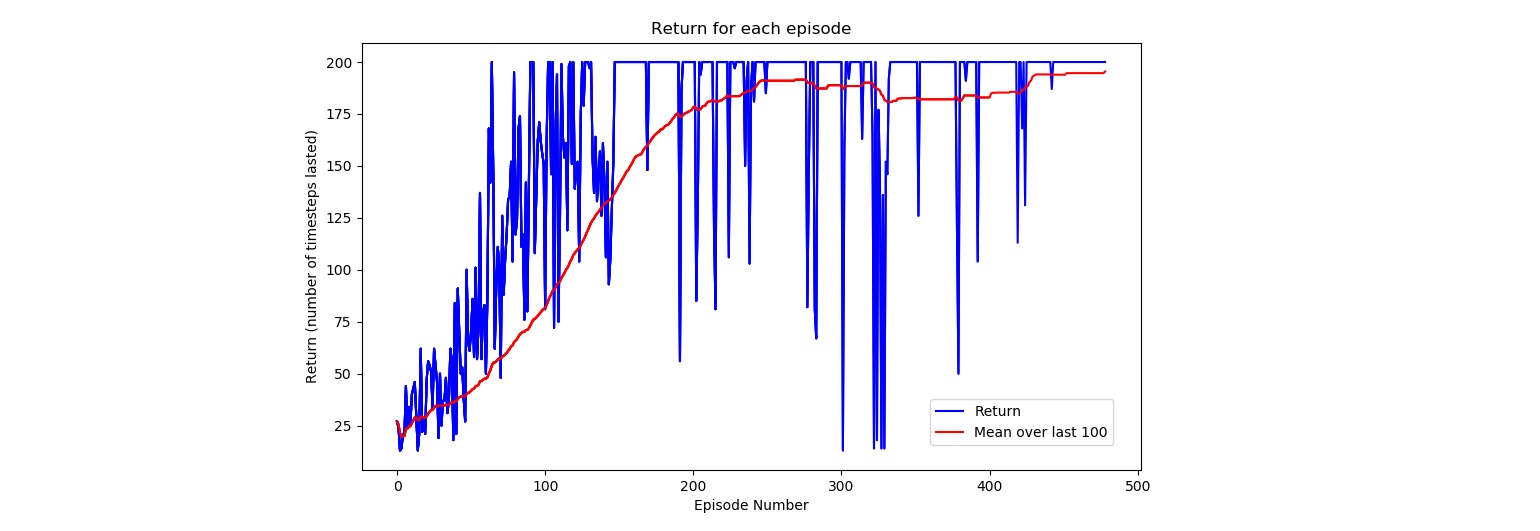 Return for each episode
200
175
150
125
100
75
50
25
Return (number of timesteps lasted)
Return
Mean over last 100
0 100 200 300 400 500
Episode Number